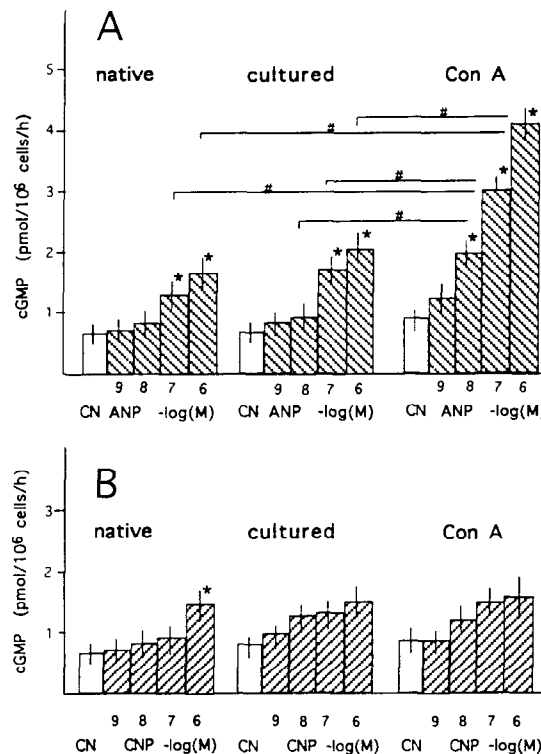 A
native cultured Con A
5
4
3
2
1
cGMP (pmol/10⁶ cells/h)
* * * * * * *
# # # # #
9 8 7 6 9 8 7 6 9 8 7 6
CN ANP -log(M) CN ANP -log(M) CN ANP -log(M)
B
native cultured Con A
3
2
1
cGMP (pmol/10⁶ cells/h)
*
9 8 7 6 9 8 7 6 9 8 7 6
CN CNP -log(M) CN CNP -log(M) CN CNP -log(M)